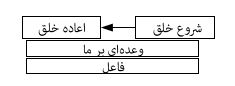 شروع خلق
اعاده خلق
وعده‌ای بر ما
فاعل